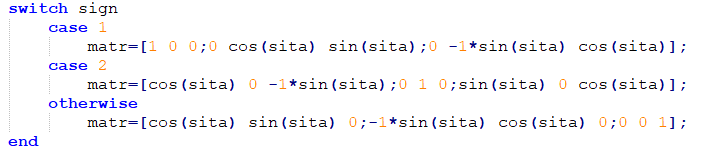 switch sign
    case 1
        matr=[1 0 0;0 cos(sita) sin(sita);0 -1*sin(sita) cos(sita)];
    case 2
        matr=[cos(sita) 0 -1*sin(sita);0 1 0;sin(sita) 0 cos(sita)];
    otherwise
        matr=[cos(sita) sin(sita) 0;-1*sin(sita) cos(sita) 0;0 0 1];
end